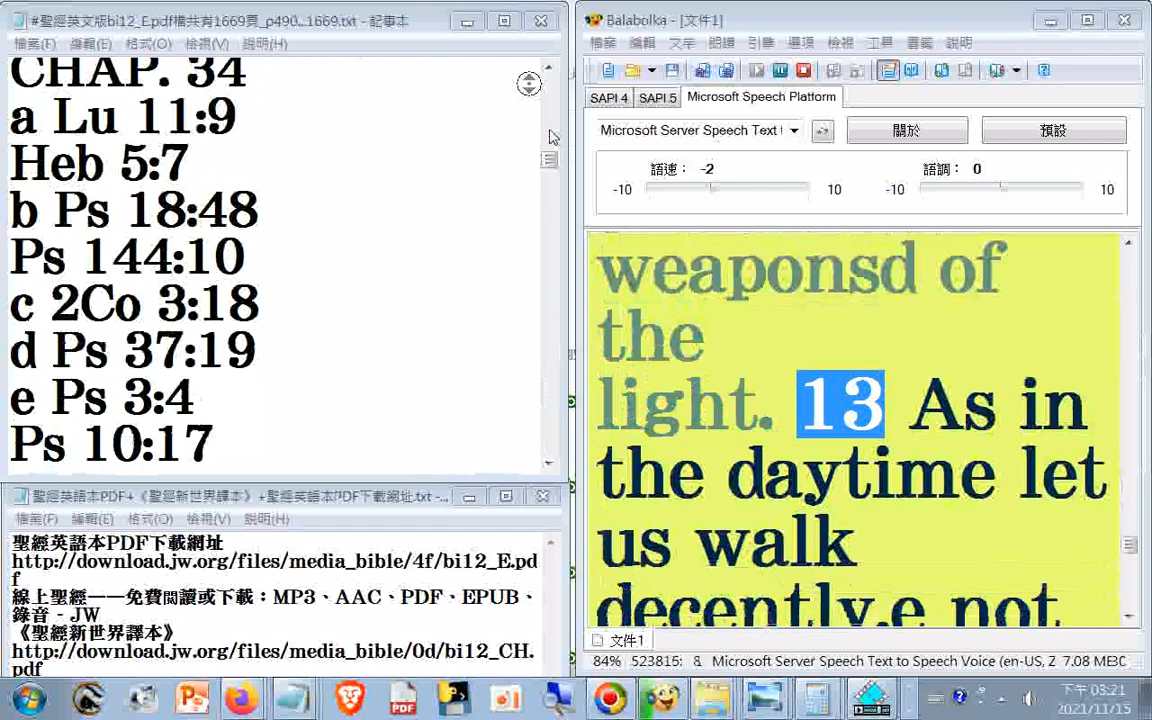 #聖經英文版bi12_E.pdf檔共有1669頁_p490...1669.txt - 記事本
檔案(F) 編輯(E) 格式(O) 檢視(V) 說明(H)
CHAP. 34
a Lu 11:9
Heb 5:7
b Ps 18:48
Ps 144:10
c 2Co 3:18
d Ps 37:19
e Ps 3:4
Ps 10:17
聖經英語本PDF+《聖經新世界譯本》+聖經英語本PDF下載網址.txt -...
檔案(F) 編輯(E) 格式(O) 檢視(V) 說明(H)
聖經英語本PDF下載網址
http://download.jw.org/files/media_bible/4f/bi12_E.pd
f
線上聖經——免費閱讀或下載：MP3、AAC、PDF、EPUB、
錄音 - JW
《聖經新世界譯本》
http://download.jw.org/files/media_bible/0d/bi12_CH.
pdf
Balabolka - [文件1]
檔案 編輯 文字 朗讀 引擎 選項 檢視 工具 書籤 說明
SAPI 4 SAPI 5 Microsoft Speech Platform
Microsoft Server Speech Text 關於 預設
語速： -2 語調： 0
-10 10 -10 10
weaponsd of
the
light. 13 As in
the daytime let
us walk
decently,e not
文件1
84% 523815: Microsoft Server Speech Text to Speech Voice (en-US, Z 7.08 MB
PDF
下午 03:21
2021/11/15